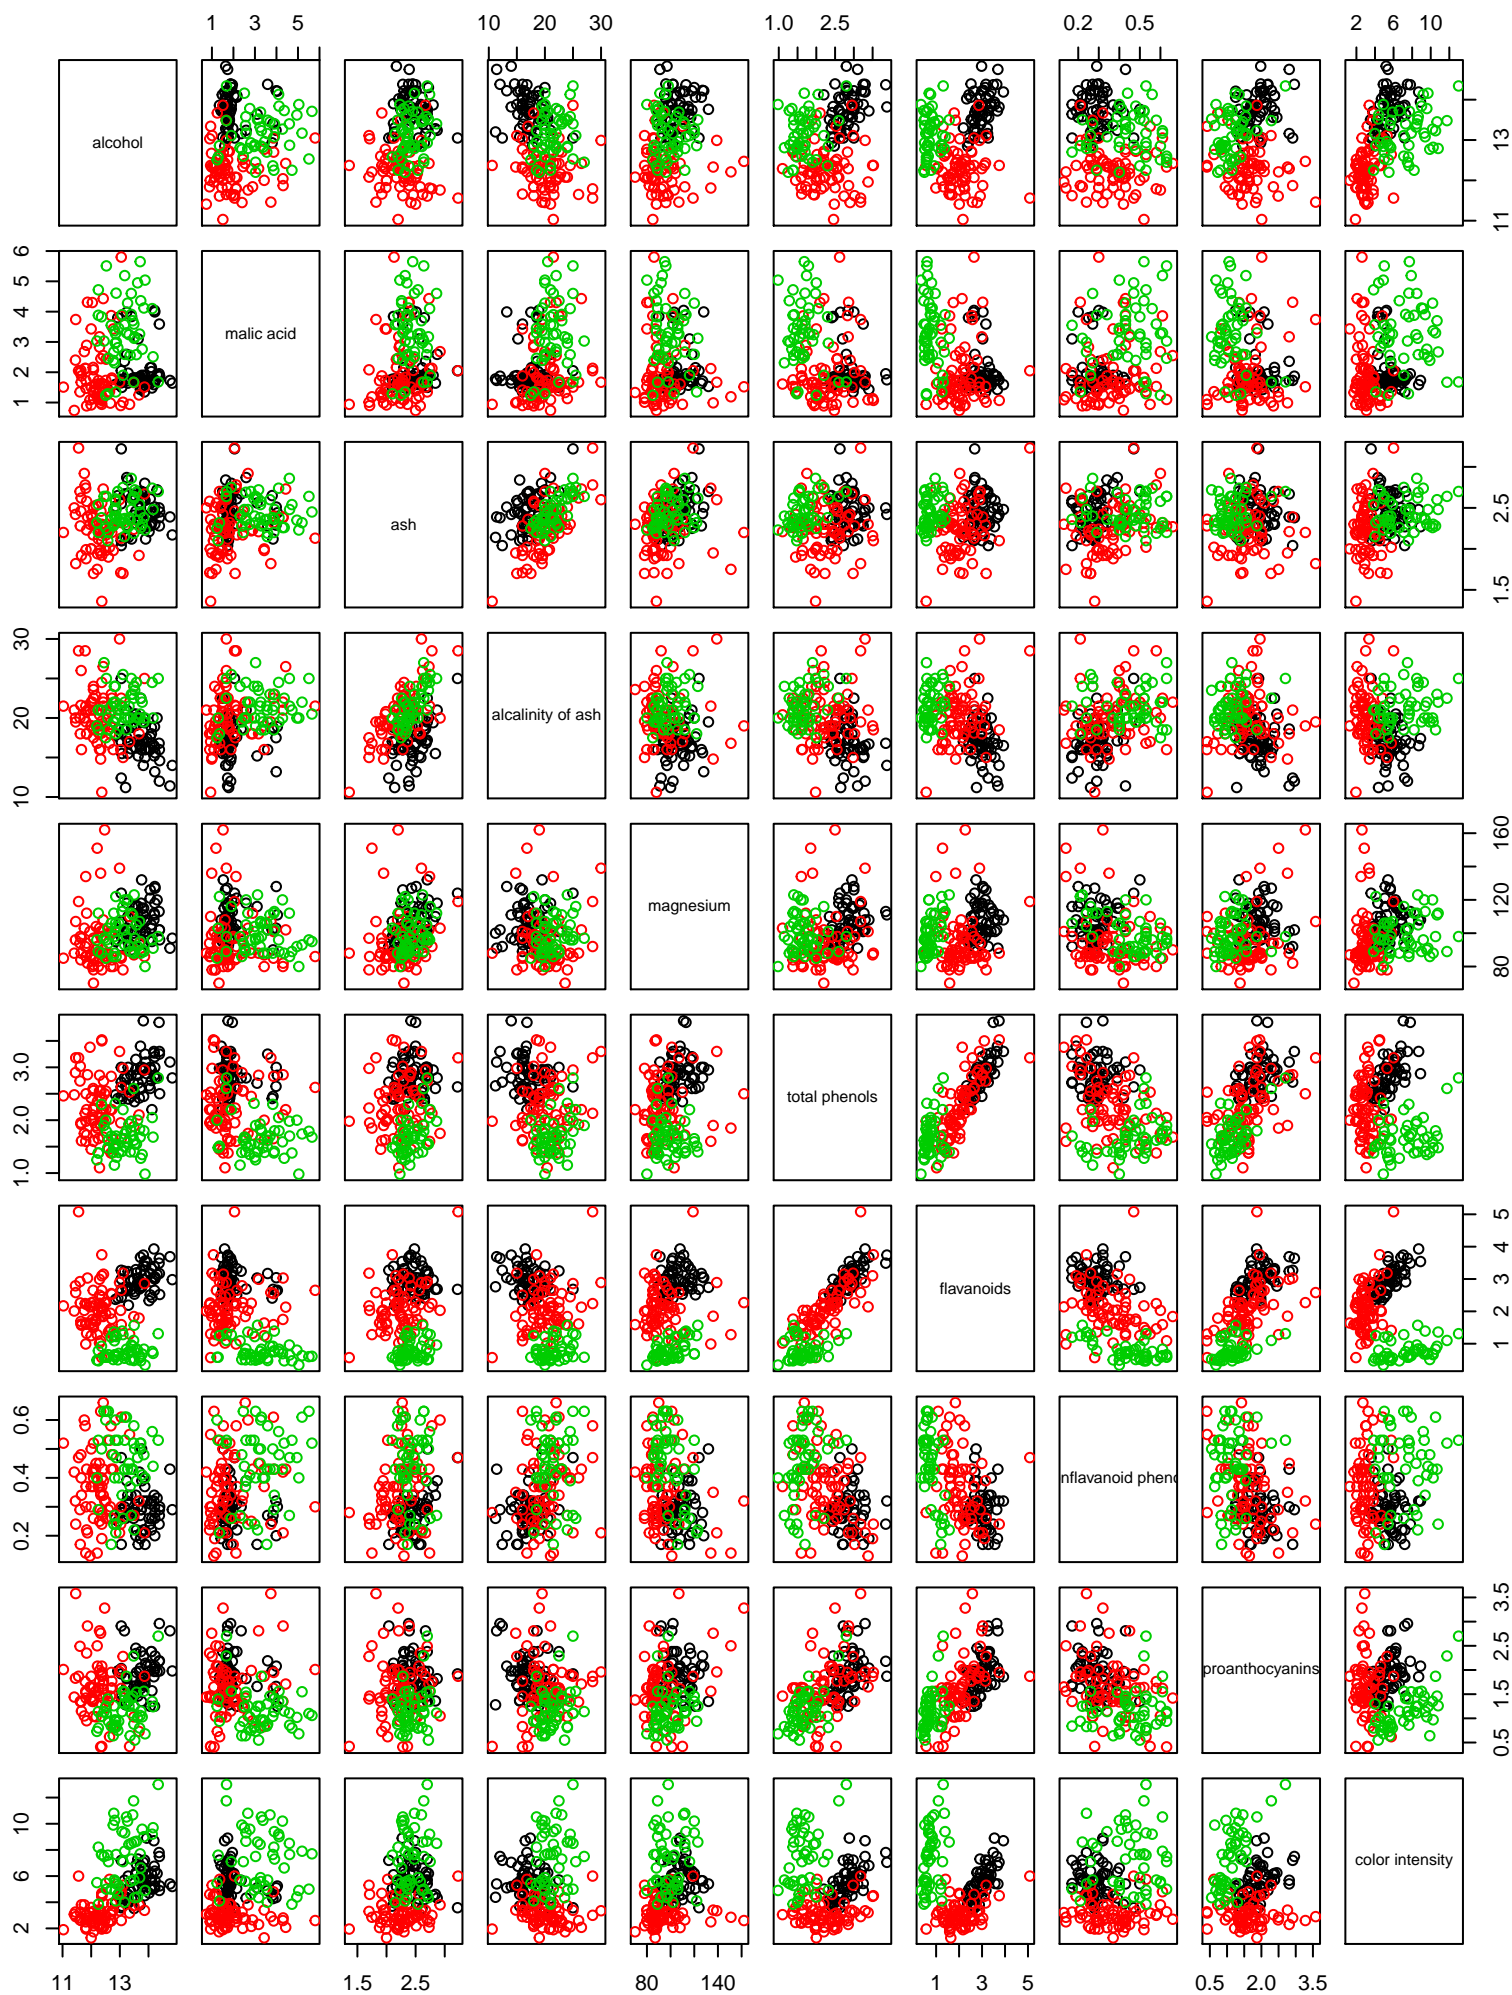 1 3 5 10 20 30 1.0 2.5 0.2 0.5 2 6 10
alcohol
11 13
1 2 3 4 5 6
malic acid
ash
1.5 2.5
10 20 30
alcalinity of ash
magnesium
80 120 160
1.0 2.0 3.0
total phenols
flavanoids
1 2 3 4 5
0.2 0.4 0.6
nflavanoid phen
proanthocyanins
0.5 1.5 2.5 3.5
2 6 10
color intensity
11 13 1.5 2.5 80 140 1 3 5 0.5 2.0 3.5